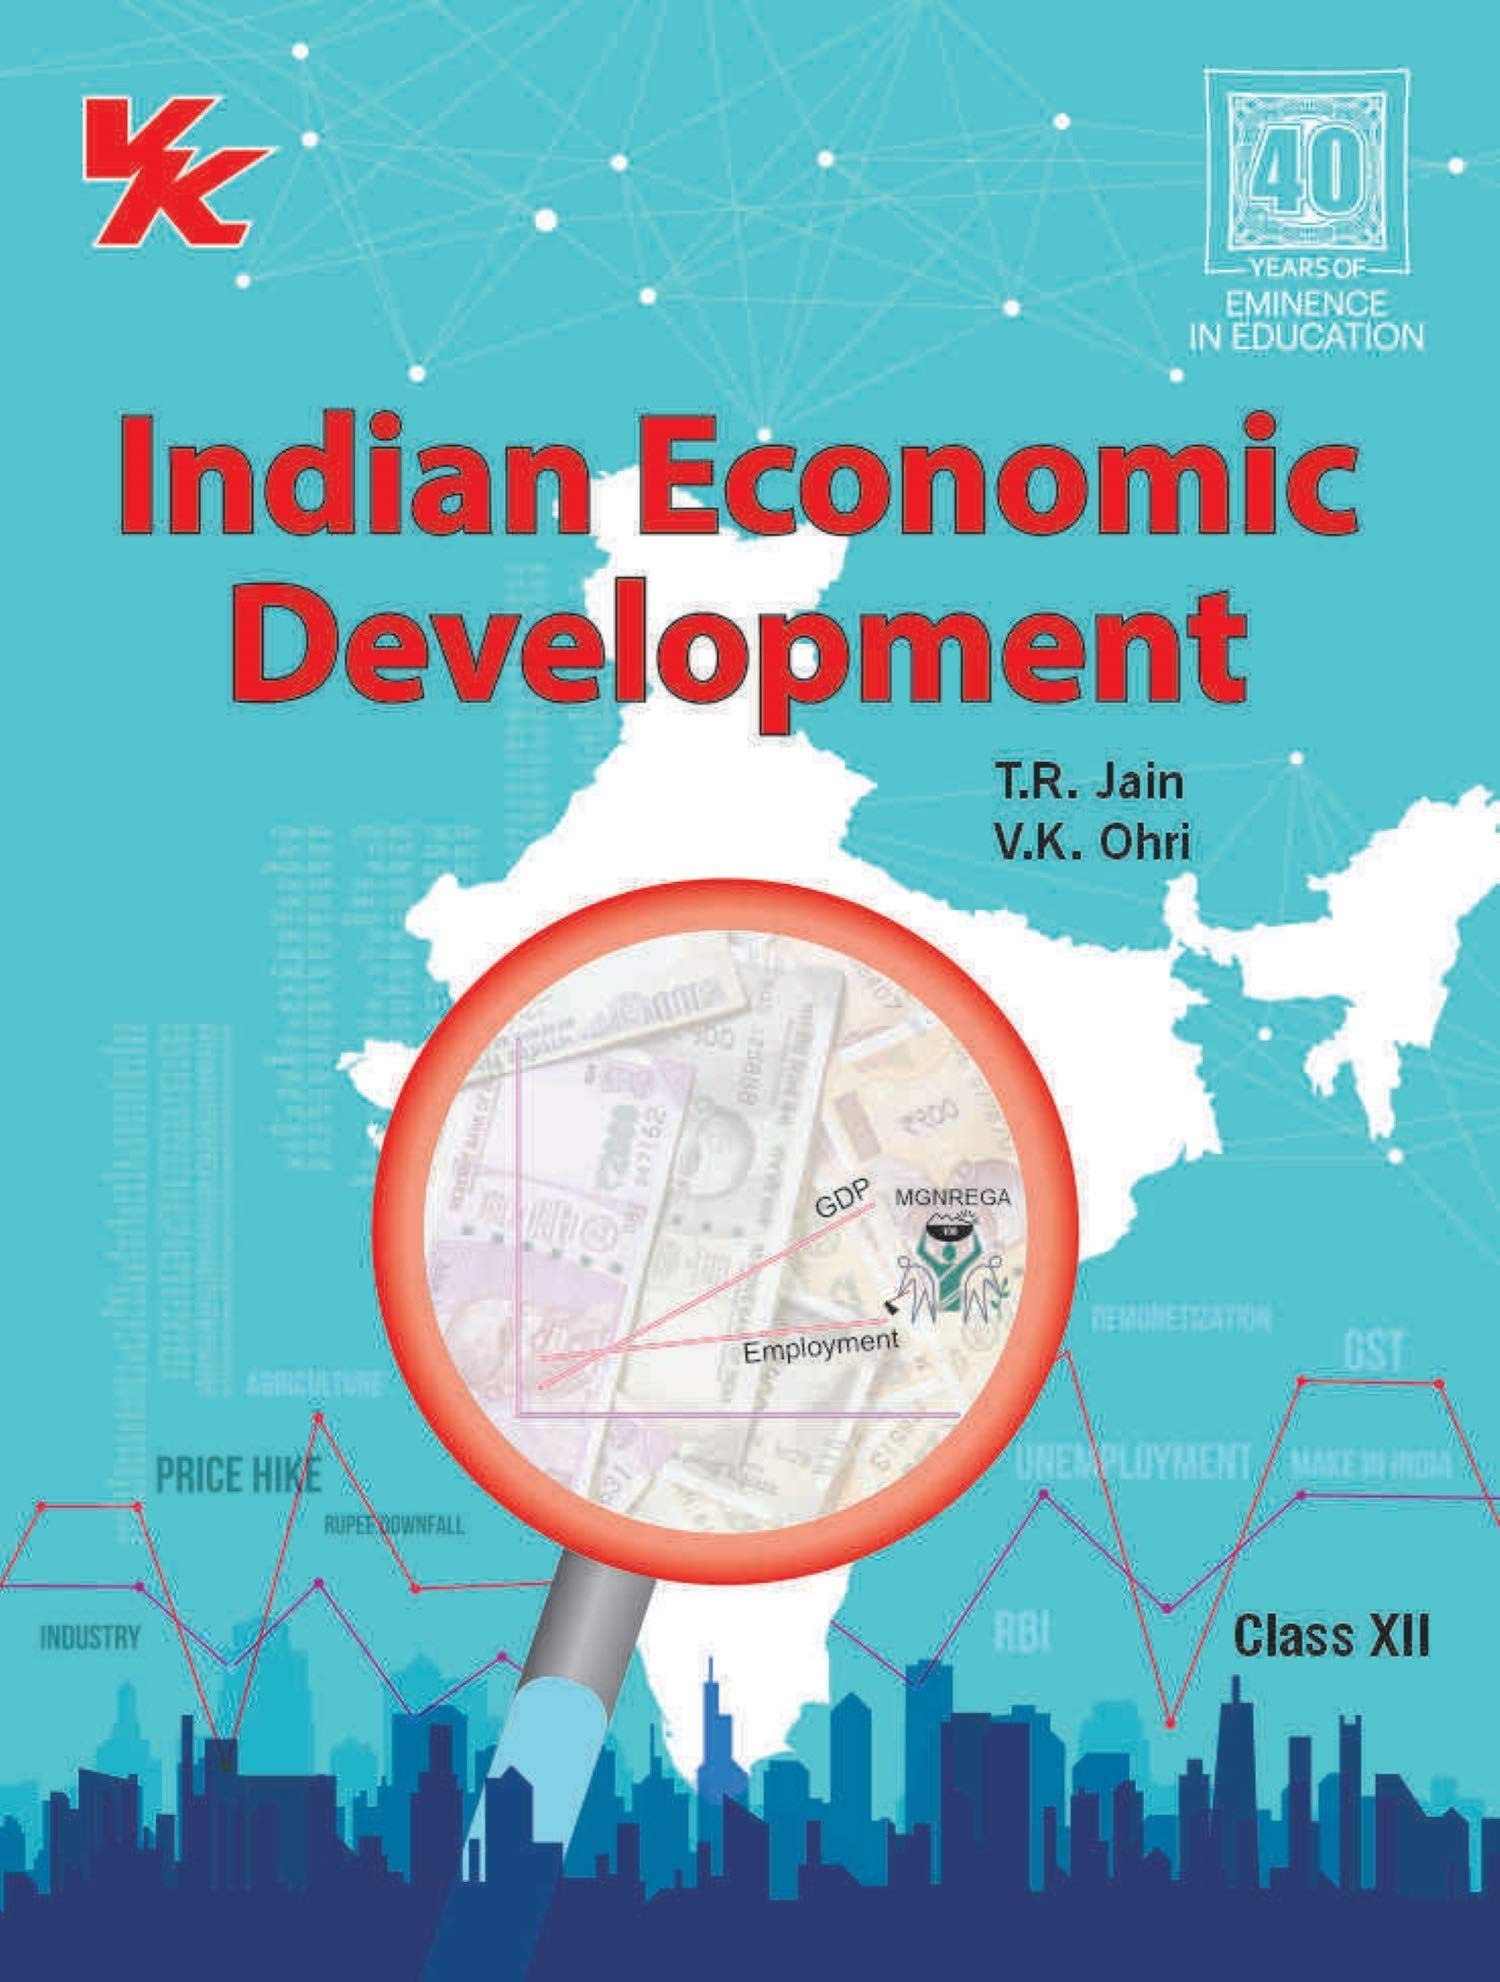 VK
40
YEARS OF
EMINENCE
IN EDUCATION
Indian Economic
Development
T.R. Jain
V.K. Ohri
GDP
MGNREGA
Employment
DEMONETIZATION
GST
AGRICULTURE
PRICE HIKE
UNEMPLOYMENT
MAKE IN INDIA
RUPEE DOWNFALL
INDUSTRY
RBI
Class XII